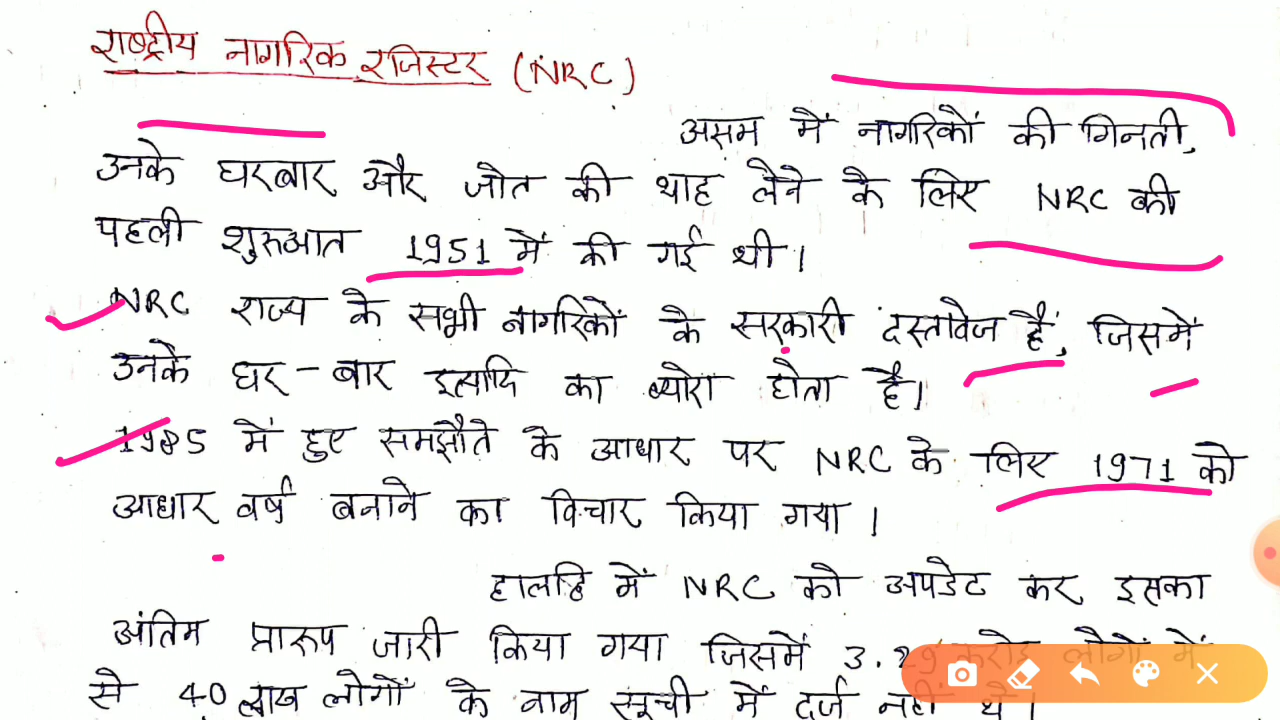 राष्ट्रीय नागरिक रजिस्टर (NRC)
असम में नागरिकों की गिनती,
उनके घरबार और जोत की थाह लेने के लिए NRC की
पहली शुरुआत 1951 में की गई थी।
NRC राज्य के सभी नागरिकों के सरकारी दस्तावेज है, जिसमें
उनके घर-बार इत्यादि का ब्योरा होता है।
1985 में हुए समझौते के आधार पर NRC के लिए 1971 को
आधार वर्ष बनाने का विचार किया गया।
हालहि में NRC को अपडेट कर इसका
अंतिम प्रारूप जारी किया गया जिसमें 3.29 करोड़ लोगों में
से 40 लाख लोगों के नाम सूची में दर्ज नहीं थे।